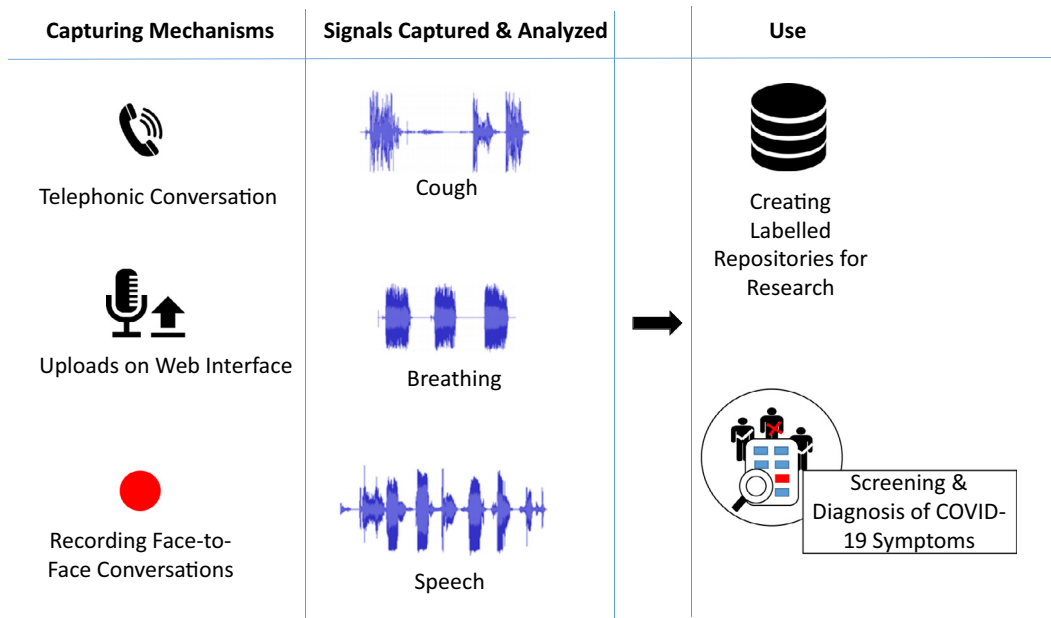 Capturing Mechanisms
Signals Captured & Analyzed
Use
Telephonic Conversation
Cough
Creating
Labelled
Repositories for
Research
Uploads on Web Interface
Breathing
Recording Face-to-
Face Conversations
Speech
Screening &
Diagnosis of COVID-
19 Symptoms